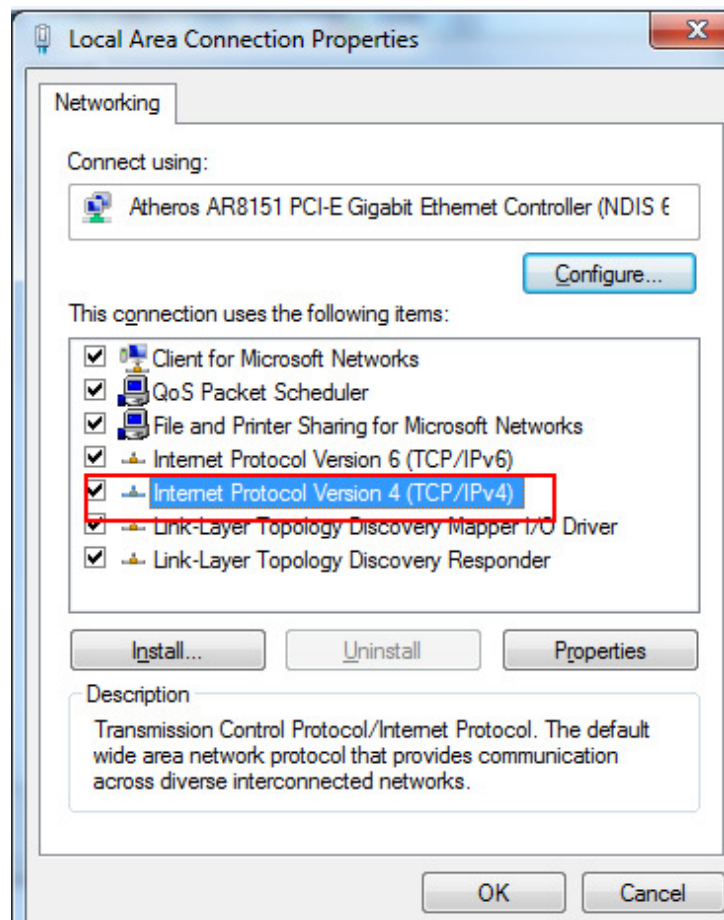 Local Area Connection Properties
Networking
Connect using:
Atheros AR8151 PCI-E Gigabit Ethernet Controller (NDIS 6
Configure...
This connection uses the following items:
Client for Microsoft Networks
QoS Packet Scheduler
File and Printer Sharing for Microsoft Networks
Internet Protocol Version 6 (TCP/IPv6)
Internet Protocol Version 4 (TCP/IPv4)
Link-Layer Topology Discovery Mapper I/O Driver
Link-Layer Topology Discovery Responder
Install...
Uninstall
Properties
Description
Transmission Control Protocol/Internet Protocol. The default
wide area network protocol that provides communication
across diverse interconnected networks.
OK
Cancel